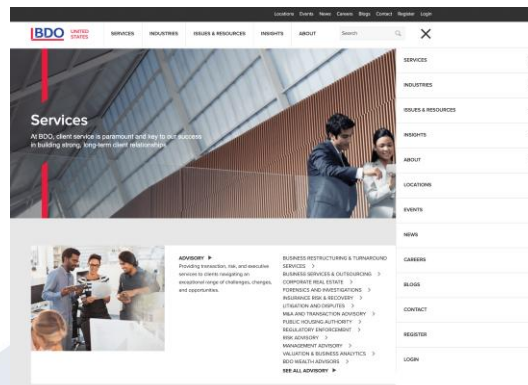 Locations Events News Careers Blogs Contact Register Login
BDO UNITED STATES
SERVICES INDUSTRIES ISSUES & RESOURCES INSIGHTS ABOUT Search
Services
At BDO, client service is paramount and key to our success
in building strong, long-term client relationships.
ADVISORY
Providing transaction, risk, and executive
services to clients navigating an
exceptional range of challenges, changes,
and opportunities.
BUSINESS RESTRUCTURING & TURNAROUND
SERVICES >
BUSINESS SERVICES & OUTSOURCING >
CORPORATE REAL ESTATE >
FORENSICS AND INVESTIGATIONS >
INSURANCE RISK & RECOVERY >
LITIGATION AND DISPUTES >
M&A AND TRANSACTION ADVISORY >
PUBLIC HOUSING AUTHORITY >
REGULATORY ENFORCEMENT >
RISK ADVISORY >
MANAGEMENT ADVISORY >
VALUATION & BUSINESS ANALYTICS >
BDO WEALTH ADVISORS >
SEE ALL ADVISORY
SERVICES
INDUSTRIES
ISSUES & RESOURCES
INSIGHTS
ABOUT
LOCATIONS
EVENTS
NEWS
CAREERS
BLOGS
CONTACT
REGISTER
LOGIN